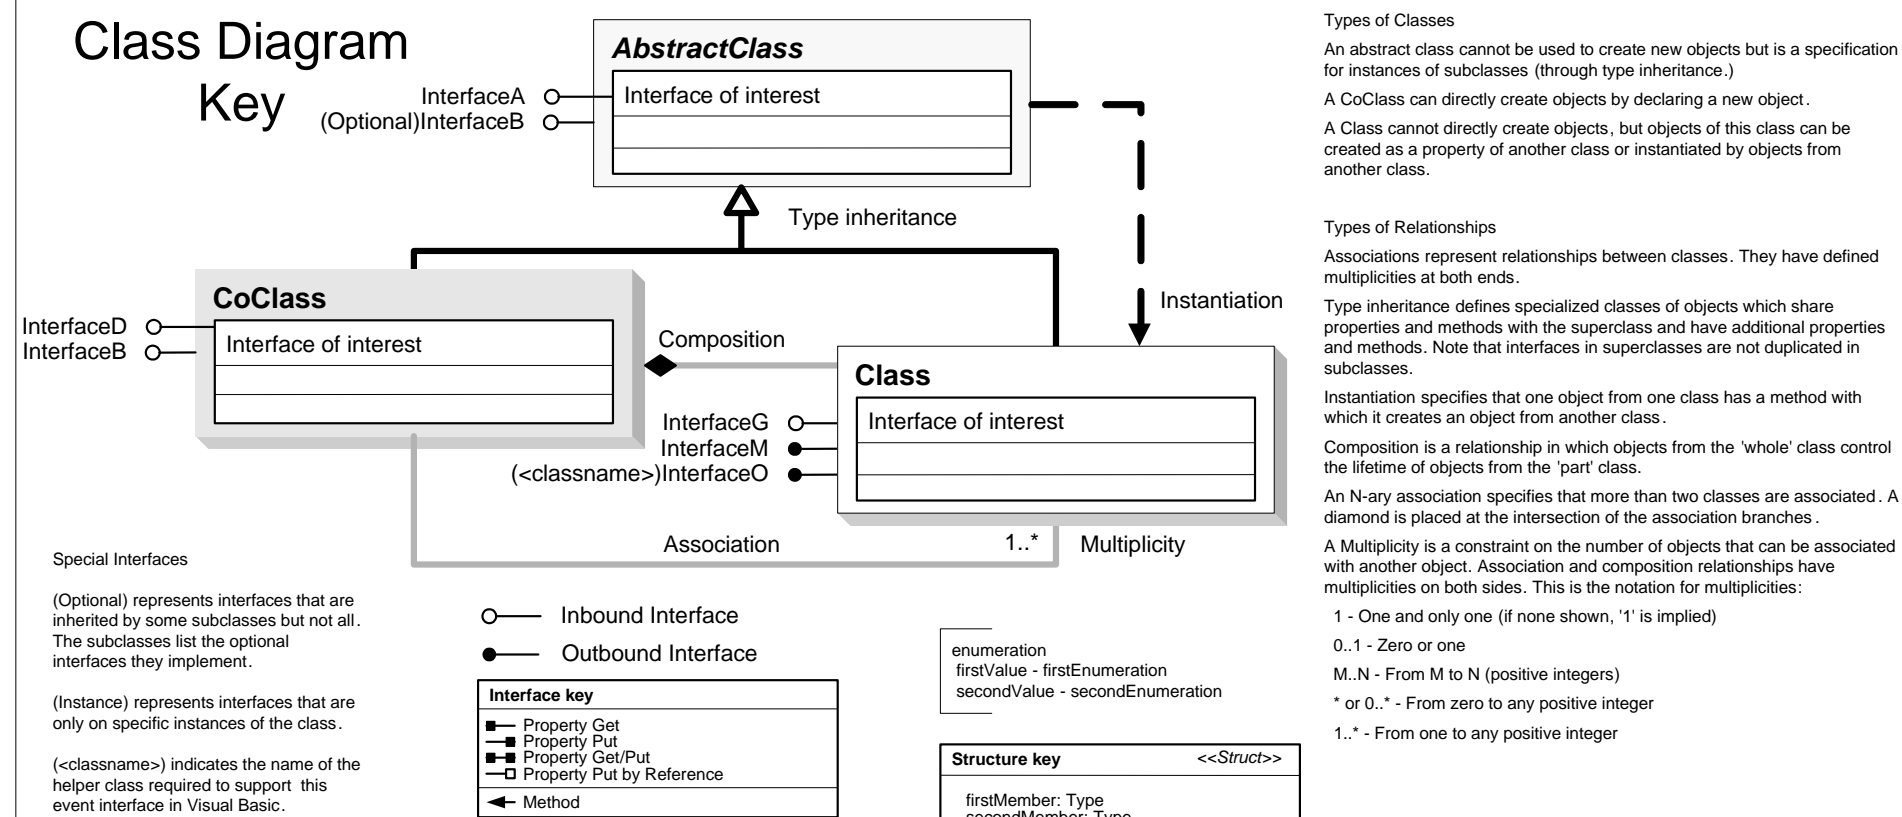 Class Diagram
Key
AbstractClass
Interface of interest
InterfaceA
(Optional)InterfaceB
Type inheritance
CoClass
Interface of interest
InterfaceD
InterfaceB
Composition
Instantiation
Class
Interface of interest
InterfaceG
InterfaceM
(<classname>)InterfaceO
Association
1..*
Multiplicity
Special Interfaces
(Optional) represents interfaces that are
inherited by some subclasses but not all.
The subclasses list the optional
interfaces they implement.
(Instance) represents interfaces that are
only on specific instances of the class.
(<classname>) indicates the name of the
helper class required to support this
event interface in Visual Basic.
Inbound Interface
Outbound Interface
Interface key
Property Get
Property Put
Property Get/Put
Property Put by Reference
Method
enumeration
firstValue - firstEnumeration
secondValue - secondEnumeration
Structure key <<Struct>>
firstMember: Type
secondMember: Type
Types of Classes
An abstract class cannot be used to create new objects but is a specification
for instances of subclasses (through type inheritance.)
A CoClass can directly create objects by declaring a new object.
A Class cannot directly create objects, but objects of this class can be
created as a property of another class or instantiated by objects from
another class.
Types of Relationships
Associations represent relationships between classes. They have defined
multiplicities at both ends.
Type inheritance defines specialized classes of objects which share
properties and methods with the superclass and have additional properties
and methods. Note that interfaces in superclasses are not duplicated in
subclasses.
Instantiation specifies that one object from one class has a method with
which it creates an object from another class.
Composition is a relationship in which objects from the 'whole' class control
the lifetime of objects from the 'part' class.
An N-ary association specifies that more than two classes are associated. A
diamond is placed at the intersection of the association branches.
A Multiplicity is a constraint on the number of objects that can be associated
with another object. Association and composition relationships have
multiplicities on both sides. This is the notation for multiplicities:
1 - One and only one (if none shown, '1' is implied)
0..1 - Zero or one
M..N - From M to N (positive integers)
* or 0..* - From zero to any positive integer
1..* - From one to any positive integer